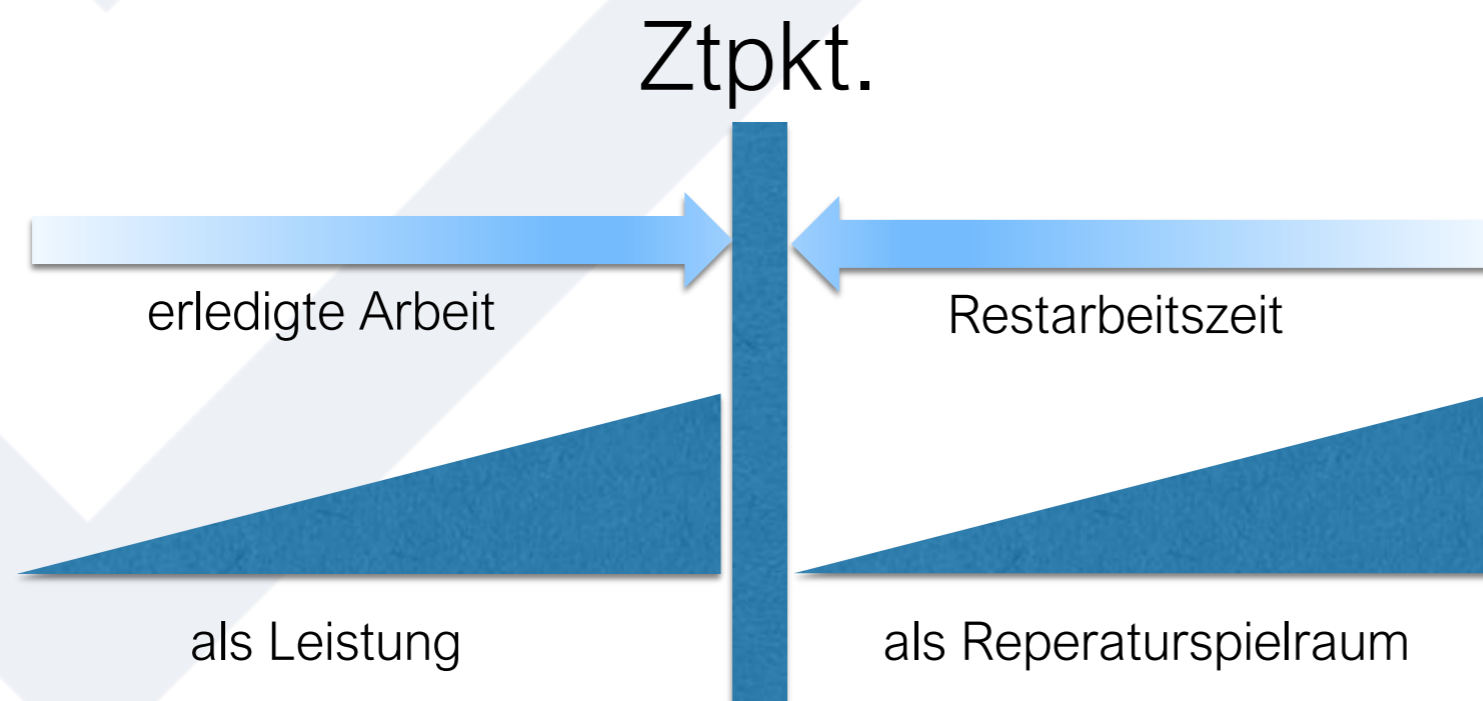 Ztpkt.
erledigte Arbeit
Restarbeitszeit
als Leistung
als Reperaturspielraum